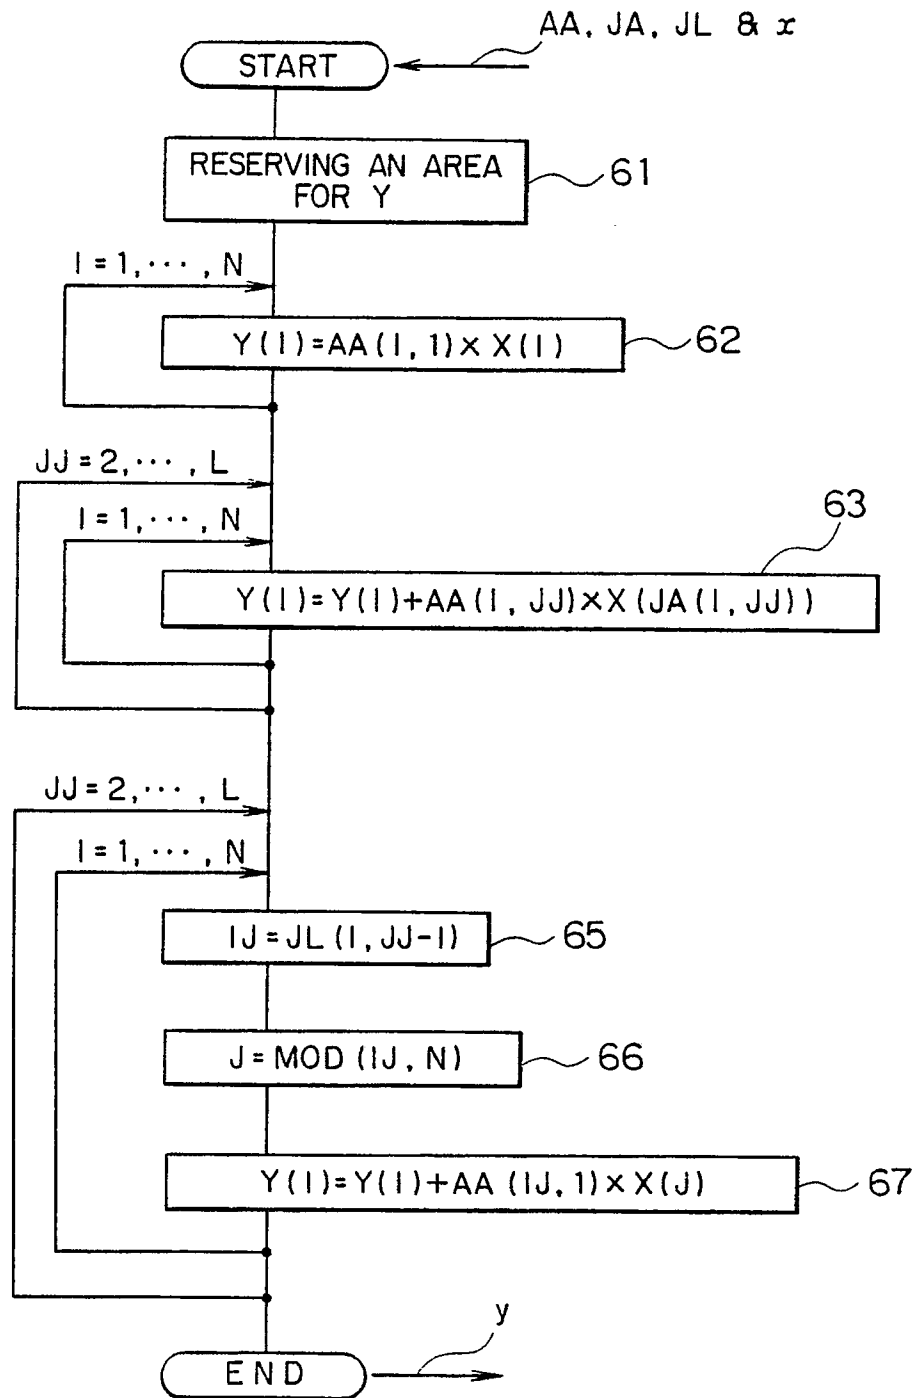 AA, JA, JL & x
START
RESERVING AN AREA
FOR Y
61
I=1, ··· , N
Y(I)=AA(I,1)×X(I)
62
JJ=2, ··· , L
I=1, ··· , N
63
Y(I)=Y(I)+AA(I,JJ)×X(JA(I,JJ))
JJ=2, ··· , L
I=1, ··· , N
IJ=JL(I,JJ-1)
65
J=MOD(IJ,N)
66
Y(I)=Y(I)+AA(IJ,1)×X(J)
67
y
END